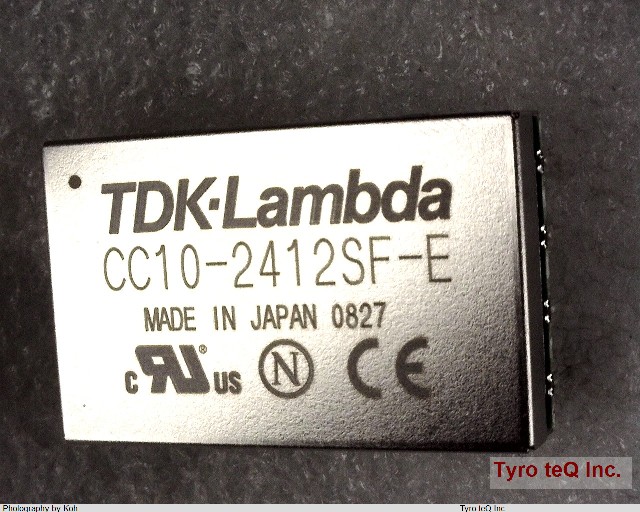 TDK·Lambda
CC10-2412SF-E
MADE IN JAPAN 0827
c RU® US N CE
Tyro teQ Inc.
Photography by Koh
Tyro teQ Inc